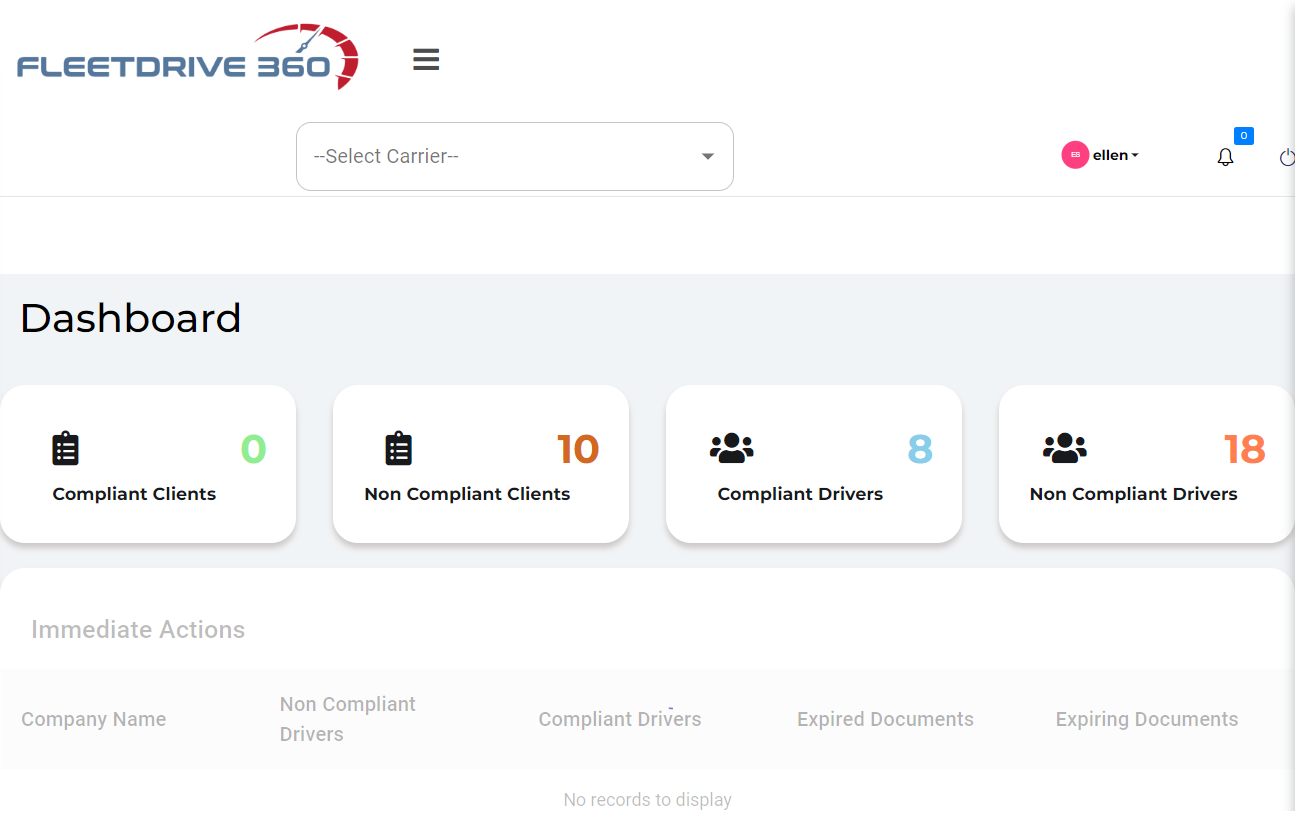 FLEETDRIVE 360
--Select Carrier--
EB
ellen
0
Dashboard
0
Compliant Clients
10
Non Compliant Clients
8
Compliant Drivers
18
Non Compliant Drivers
Immediate Actions
Company Name
Non Compliant
Drivers
Compliant Drivers
Expired Documents
Expiring Documents
No records to display